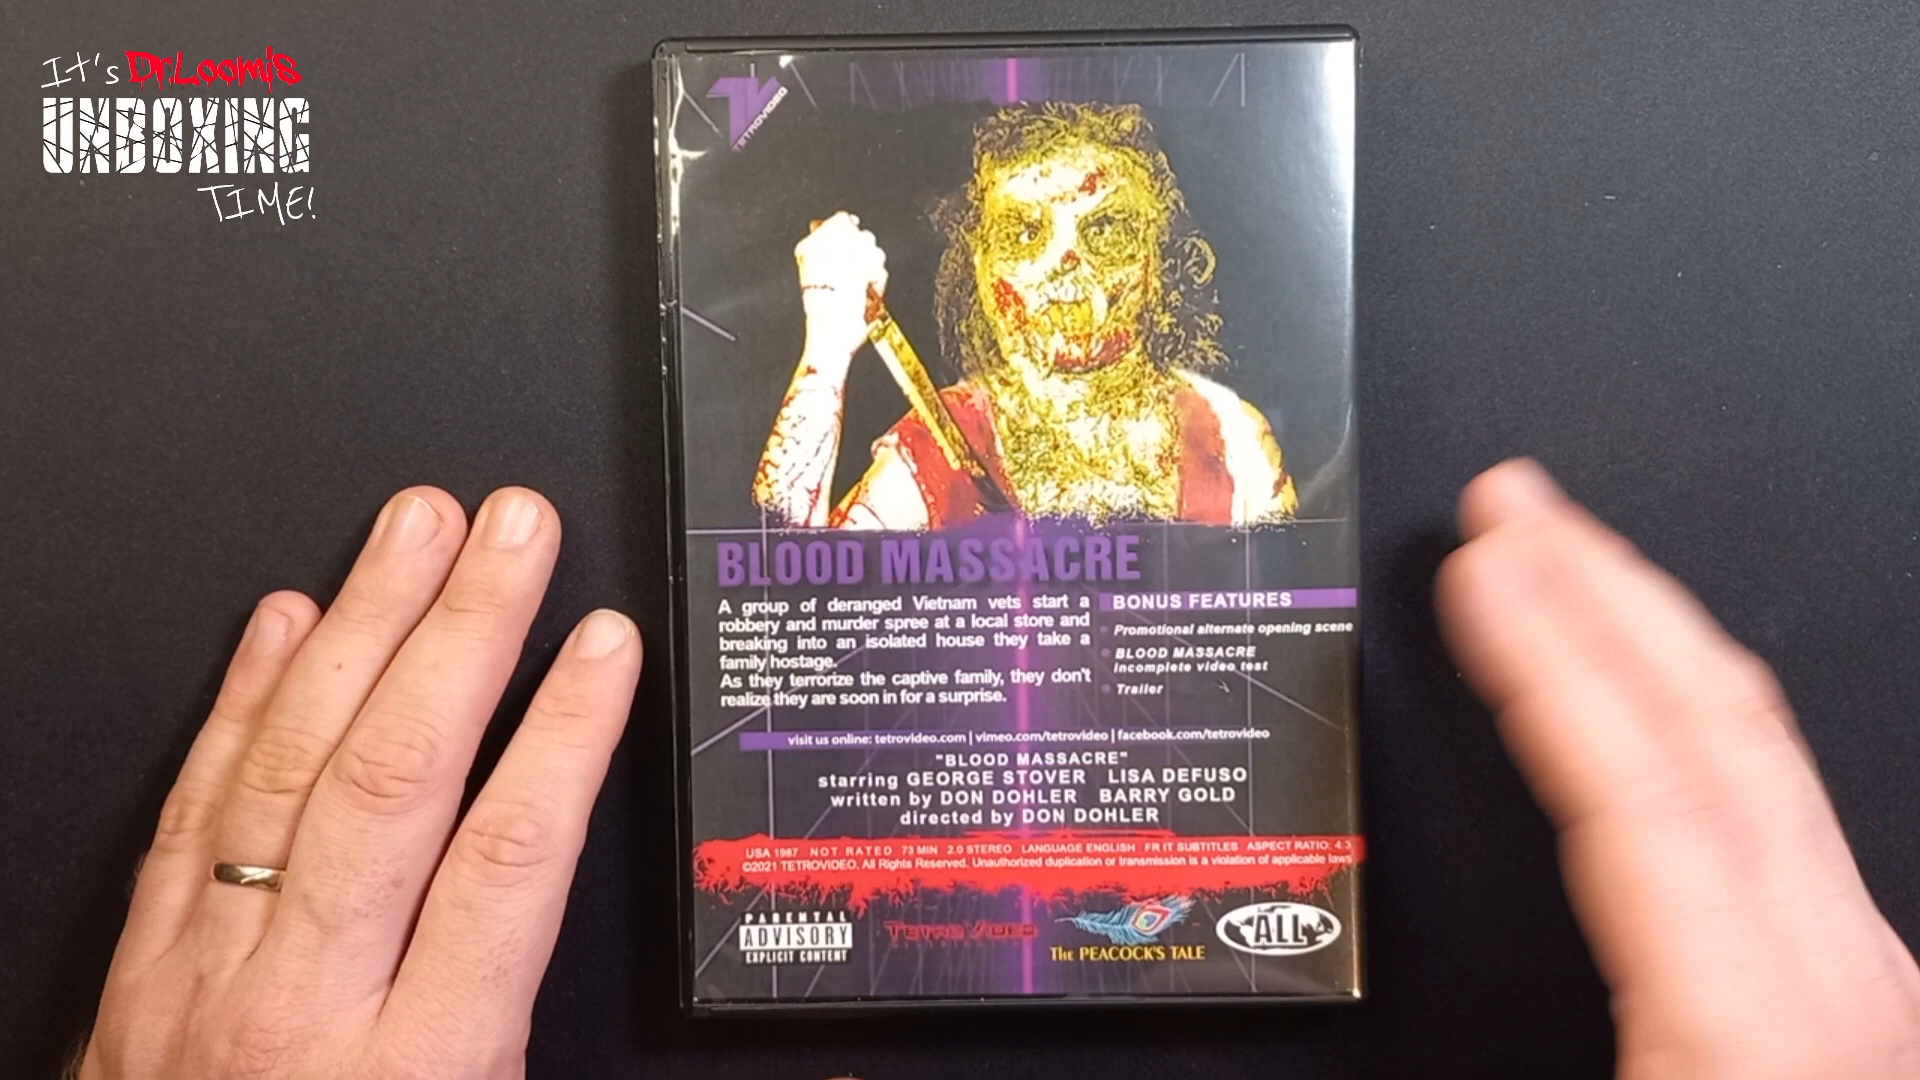 It's Dr.Loomis
UNBOXING
TIME!
TV
TETROVIDEO
BLOOD MASSACRE
A group of deranged Vietnam vets start a
robbery and murder spree at a local store and
breaking into an isolated house they take a
family hostage.
As they terrorize the captive family, they don't
realize they are soon in for a surprise.
BONUS FEATURES
Promotional alternate opening scene
BLOOD MASSACRE
incomplete video test
Trailer
visit us online: tetrovideo.com | vimeo.com/tetrovideo | facebook.com/tetrovideo
"BLOOD MASSACRE"
starring GEORGE STOVER LISA DEFUSO
written by DON DOHLER BARRY GOLD
directed by DON DOHLER
USA 1987 NOT RATED 73 MIN 2.0 STEREO LANGUAGE ENGLISH FR IT SUBTITLES ASPECT RATIO: 4:3
©2021 TETROVIDEO. All Rights Reserved. Unauthorized duplication or transmission is a violation of applicable laws
PARENTAL
ADVISORY
EXPLICIT CONTENT
TETRO VIDEO
The PEACOCK'S TALE
ALL